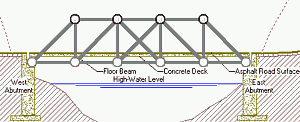 Floor Beam
Concrete Deck
Asphalt Road Surface
High-Water Level
West
Abutment
East
Abutment